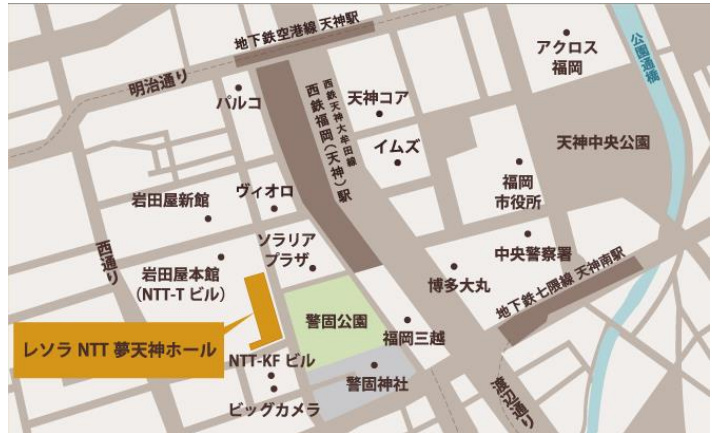 地下鉄空港線 天神駅
明治通り
パルコ
西鉄天神大牟田線
西鉄福岡(天神)駅
天神コア
イムズ
アクロス
福岡
公園通橋
天神中央公園
福岡
市役所
中央警察署
岩田屋新館
ヴィオロ
西通り
岩田屋本館
(NTT-T ビル)
ソラリア
プラザ
博多大丸
地下鉄七隈線 天神南駅
レソラ NTT 夢天神ホール
警固公園
福岡三越
NTT-KF ビル
警固神社
ビッグカメラ
渡辺通り